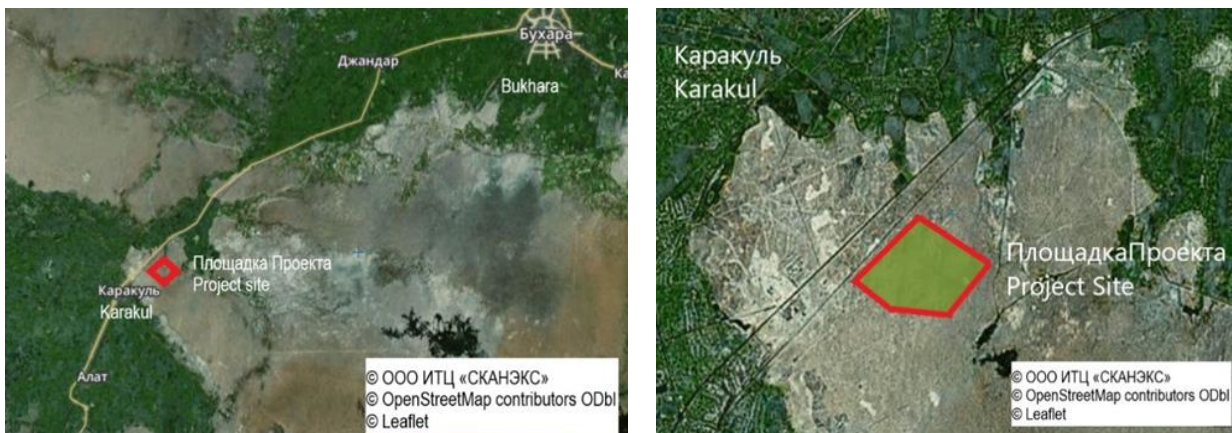 Бухара
Bukhara
Джандар
Ка
Площадка Проекта
Project site
Каракуль
Karakul
Алат
© ООО ИТЦ «СКАНЭКС»
© OpenStreetMap contributors ODbl
© Leaflet
Каракуль
Karakul
ПлощадкаПроекта
Project Site
© ООО ИТЦ «СКАНЭКС»
© OpenStreetMap contributors ODbl
© Leaflet